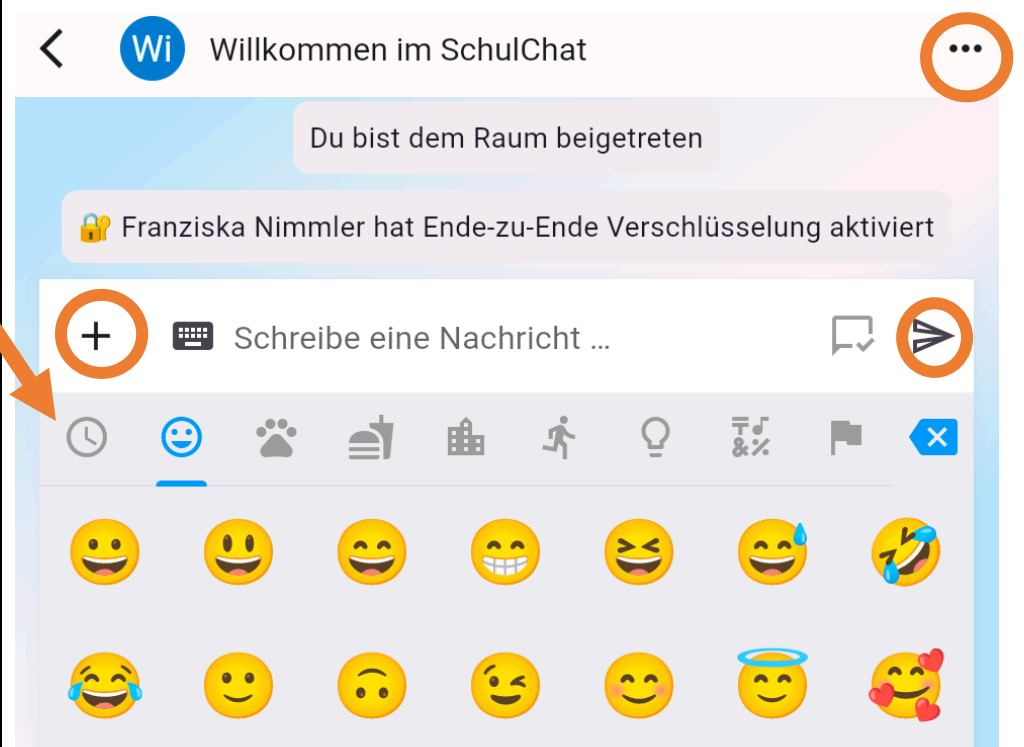 Wi Willkommen im SchulChat
Du bist dem Raum beigetreten
Franziska Nimmler hat Ende-zu-Ende Verschlüsselung aktiviert
Schreibe eine Nachricht ...